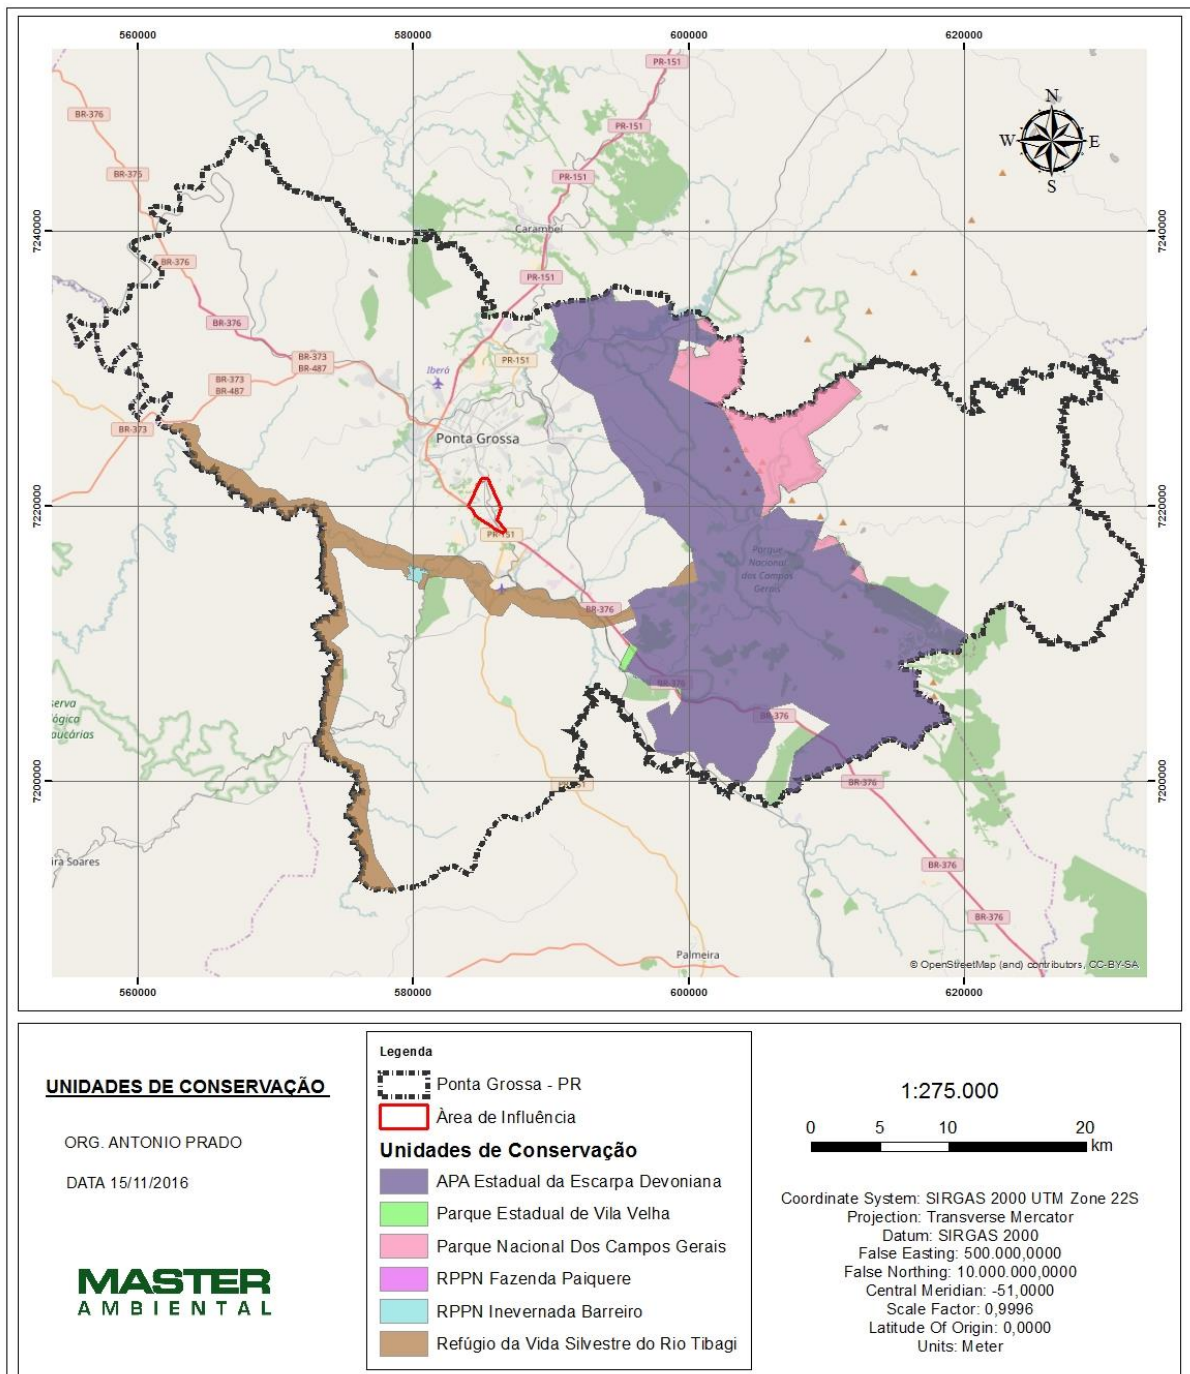 560000
580000
600000
620000
PR-151
BR-376
PR-151
N
W
E
S
BR-376
PR-151
7240000
7240000
Carambeí
BR-376
PR-151
BR-376
BR-373
BR-487
PR-151
Iberá
BR-373
BR-487
BR-373
Ponta Grossa
7220000
7220000
PR-151
Parque
Nacional
dos Campos
Gerais
BR-376
BR-376
serva
lógica
aucárias
BR-376
7200000
7200000
BR-376
ira Soares
BR-376
BR-376
Palmeira
© OpenStreetMap (and) contributors, CC-BY-SA
560000
580000
600000
620000
UNIDADES DE CONSERVAÇÃO
ORG. ANTONIO PRADO
DATA 15/11/2016
MASTER
AMBIENTAL
Legenda
Ponta Grossa - PR
Àrea de Influência
Unidades de Conservação
APA Estadual da Escarpa Devoniana
Parque Estadual de Vila Velha
Parque Nacional Dos Campos Gerais
RPPN Fazenda Paiquere
RPPN Inevernada Barreiro
Refúgio da Vida Silvestre do Rio Tibagi
1:275.000
0 5 10 20
km
Coordinate System: SIRGAS 2000 UTM Zone 22S
Projection: Transverse Mercator
Datum: SIRGAS 2000
False Easting: 500.000,0000
False Northing: 10.000.000,0000
Central Meridian: -51,0000
Scale Factor: 0,9996
Latitude Of Origin: 0,0000
Units: Meter